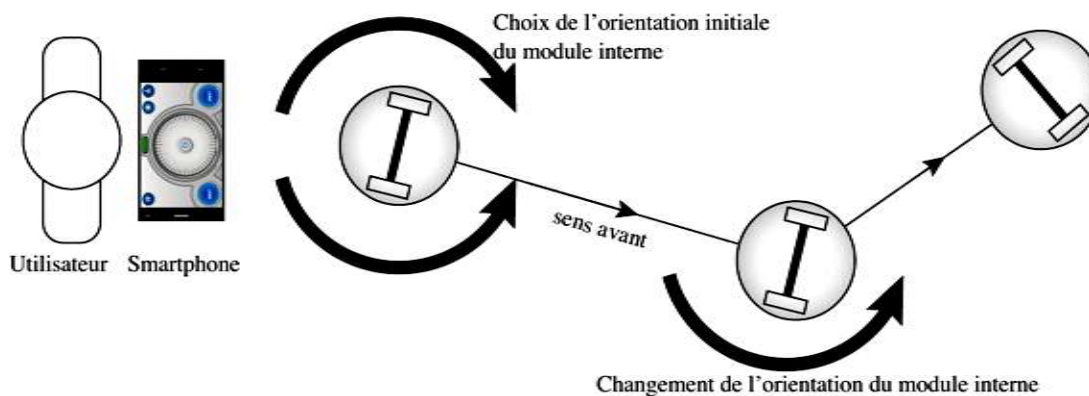 Choix de l’orientation initiale
du module interne
sens avant
Utilisateur
Smartphone
Changement de l’orientation du module interne